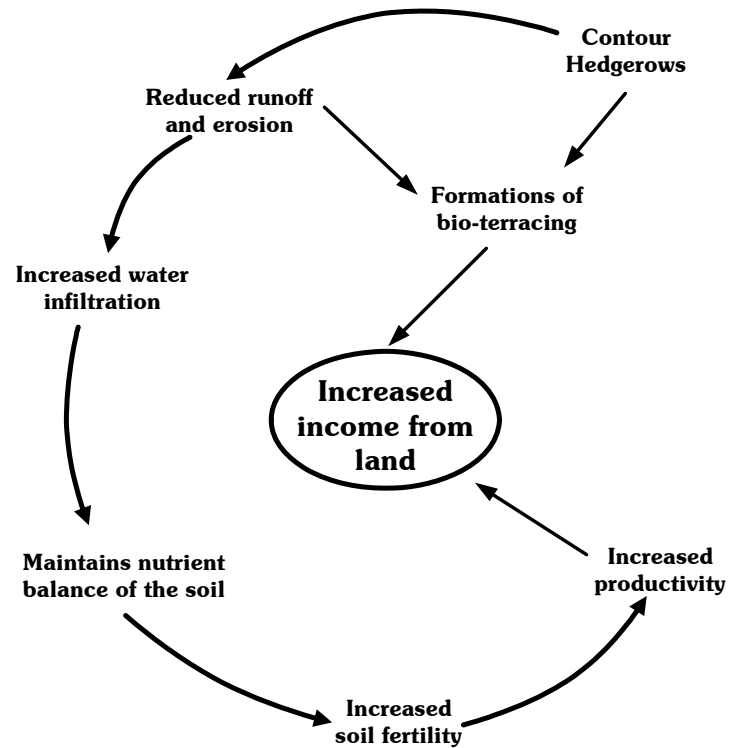 Contour
Hedgerows
Reduced runoff
and erosion
Formations of
bio-terracing
Increased water
infiltration
Increased
income from
land
Maintains nutrient
balance of the soil
Increased
productivity
Increased
soil fertility